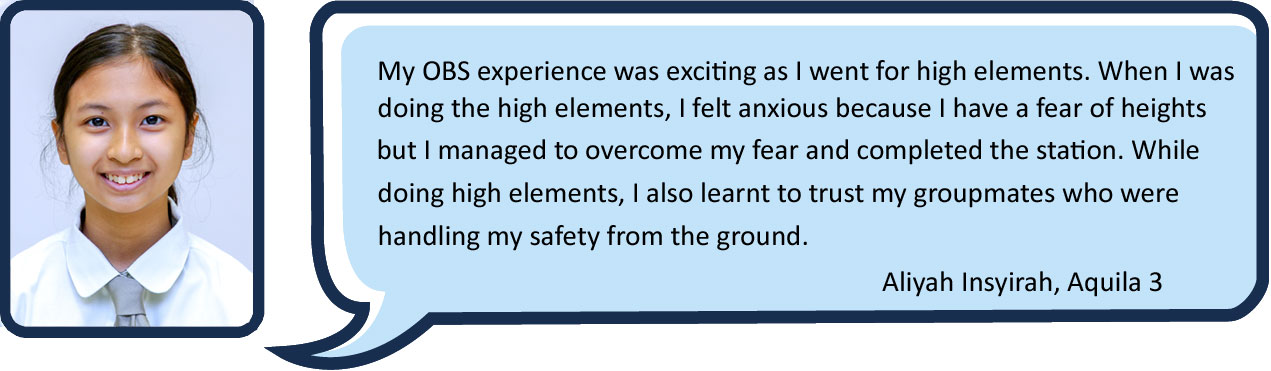 My OBS experience was exciting as I went for high elements. When I was
doing the high elements, I felt anxious because I have a fear of heights
but I managed to overcome my fear and completed the station. While
doing high elements, I also learnt to trust my groupmates who were
handling my safety from the ground.
Aliyah Insyirah, Aquila 3